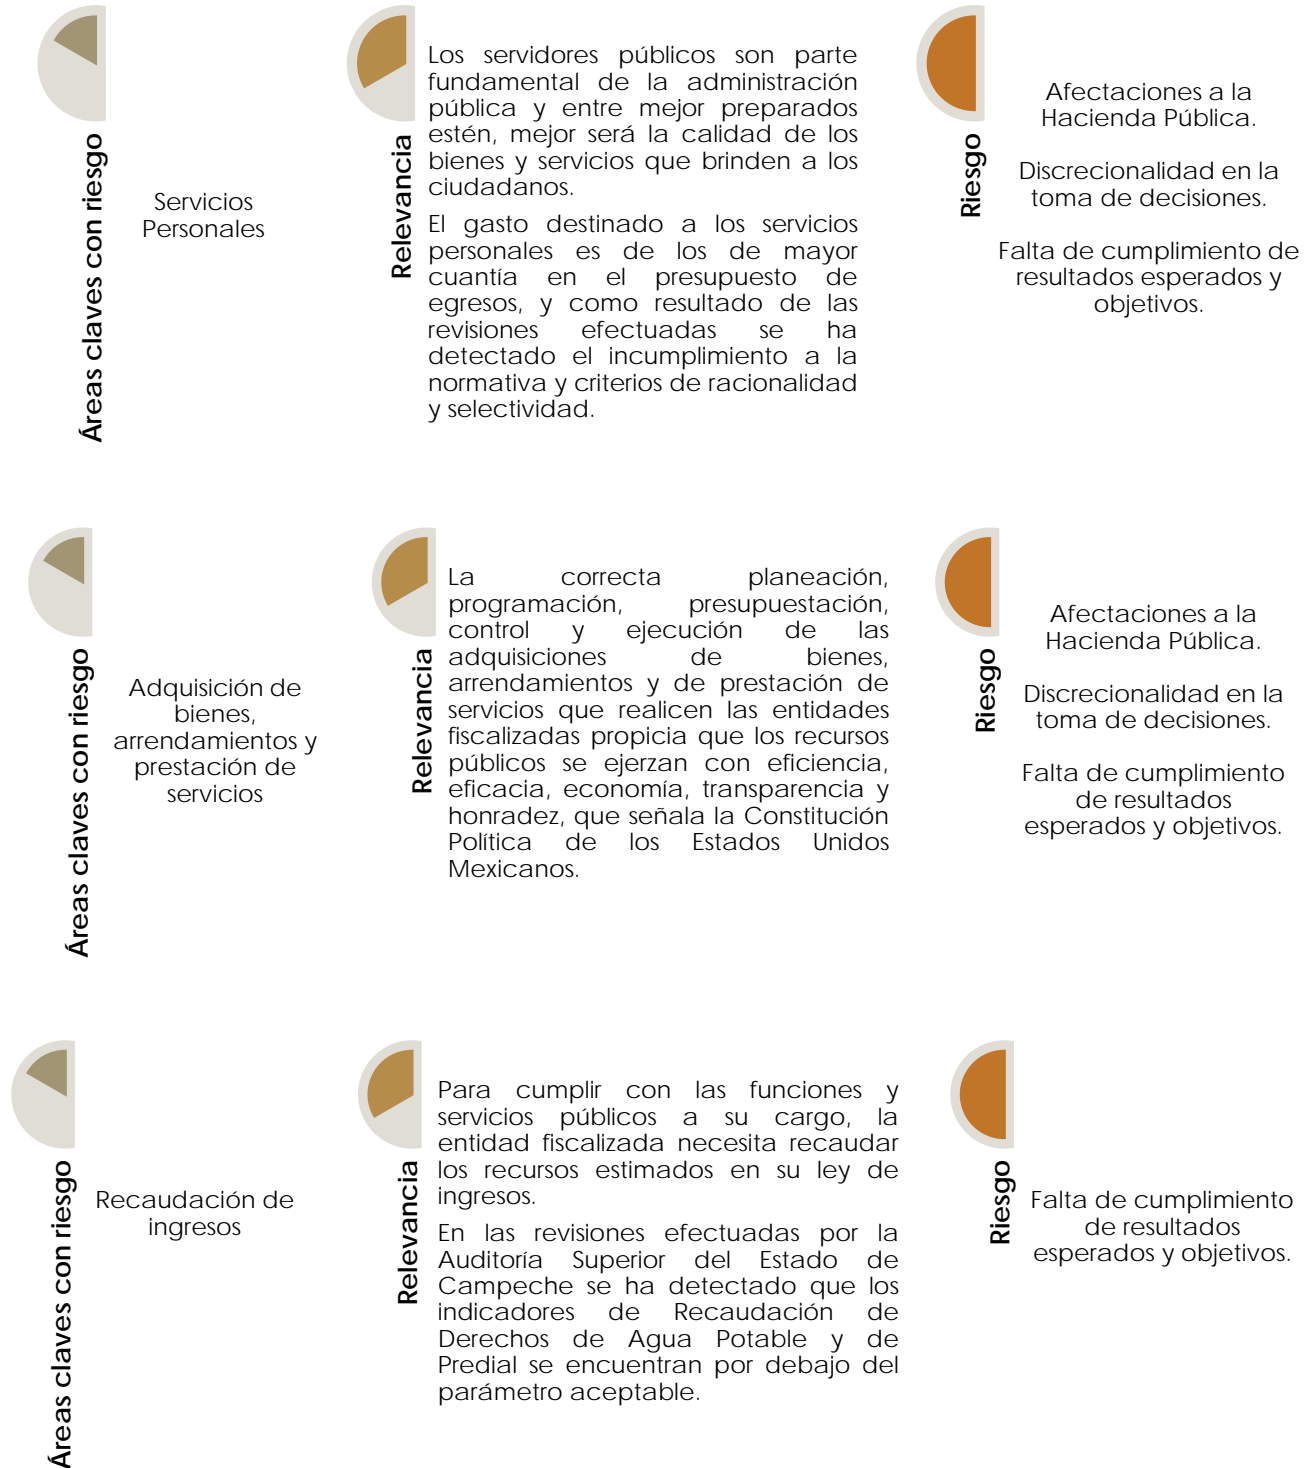 Áreas claves con riesgo
Servicios
Personales
Relevancia
Los servidores públicos son parte
fundamental de la administración
pública y entre mejor preparados
estén, mejor será la calidad de los
bienes y servicios que brinden a los
ciudadanos.
El gasto destinado a los servicios
personales es de los de mayor
cuantía en el presupuesto de
egresos, y como resultado de las
revisiones efectuadas se ha
detectado el incumplimiento a la
normativa y criterios de racionalidad
y selectividad.
Riesgo
Afectaciones a la
Hacienda Pública.
Discrecionalidad en la
toma de decisiones.
Falta de cumplimiento de
resultados esperados y
objetivos.
Áreas claves con riesgo
Adquisición de
bienes,
arrendamientos y
prestación de
servicios
Relevancia
La correcta planeación,
programación, presupuestación,
control y ejecución de las
adquisiciones de bienes,
arrendamientos y de prestación de
servicios que realicen las entidades
fiscalizadas propicia que los recursos
públicos se ejerzan con eficiencia,
eficacia, economía, transparencia y
honradez, que señala la Constitución
Política de los Estados Unidos
Mexicanos.
Riesgo
Afectaciones a la
Hacienda Pública.
Discrecionalidad en la
toma de decisiones.
Falta de cumplimiento
de resultados
esperados y objetivos.
Áreas claves con riesgo
Recaudación de
ingresos
Relevancia
Para cumplir con las funciones y
servicios públicos a su cargo, la
entidad fiscalizada necesita recaudar
los recursos estimados en su ley de
ingresos.
En las revisiones efectuadas por la
Auditoría Superior del Estado de
Campeche se ha detectado que los
indicadores de Recaudación de
Derechos de Agua Potable y de
Predial se encuentran por debajo del
parámetro aceptable.
Riesgo
Falta de cumplimiento
de resultados
esperados y objetivos.